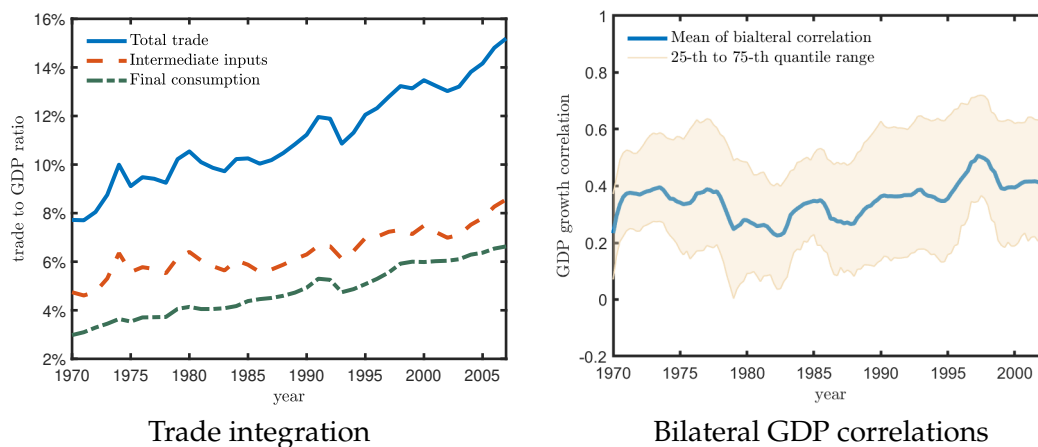 16%
14%
12%
10%
8%
6%
4%
2%
trade to GDP ratio
Total trade
Intermediate inputs
Final consumption
1970 1975 1980 1985 1990 1995 2000 2005
year
Trade integration
1
0.8
0.6
0.4
0.2
0
-0.2
GDP growth correlation
Mean of bialteral correlation
25-th to 75-th quantile range
1970 1975 1980 1985 1990 1995 2000
year
Bilateral GDP correlations